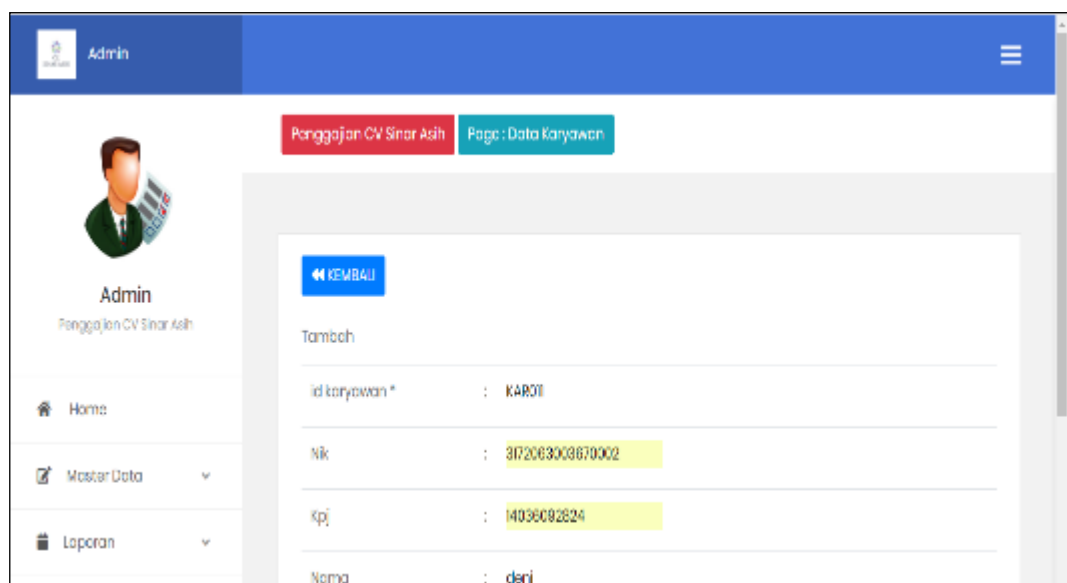 Admin
Penggajian CV Sinar Asih
Page : Data Karyawan
Admin
Penggajian CV Sinar Asih
Home
Master Data
Laporan
KEMBALI
Tambah
id karyawan * : KAR011
Nik : 3172063003670002
Kpj : 14036092824
Nama : deni